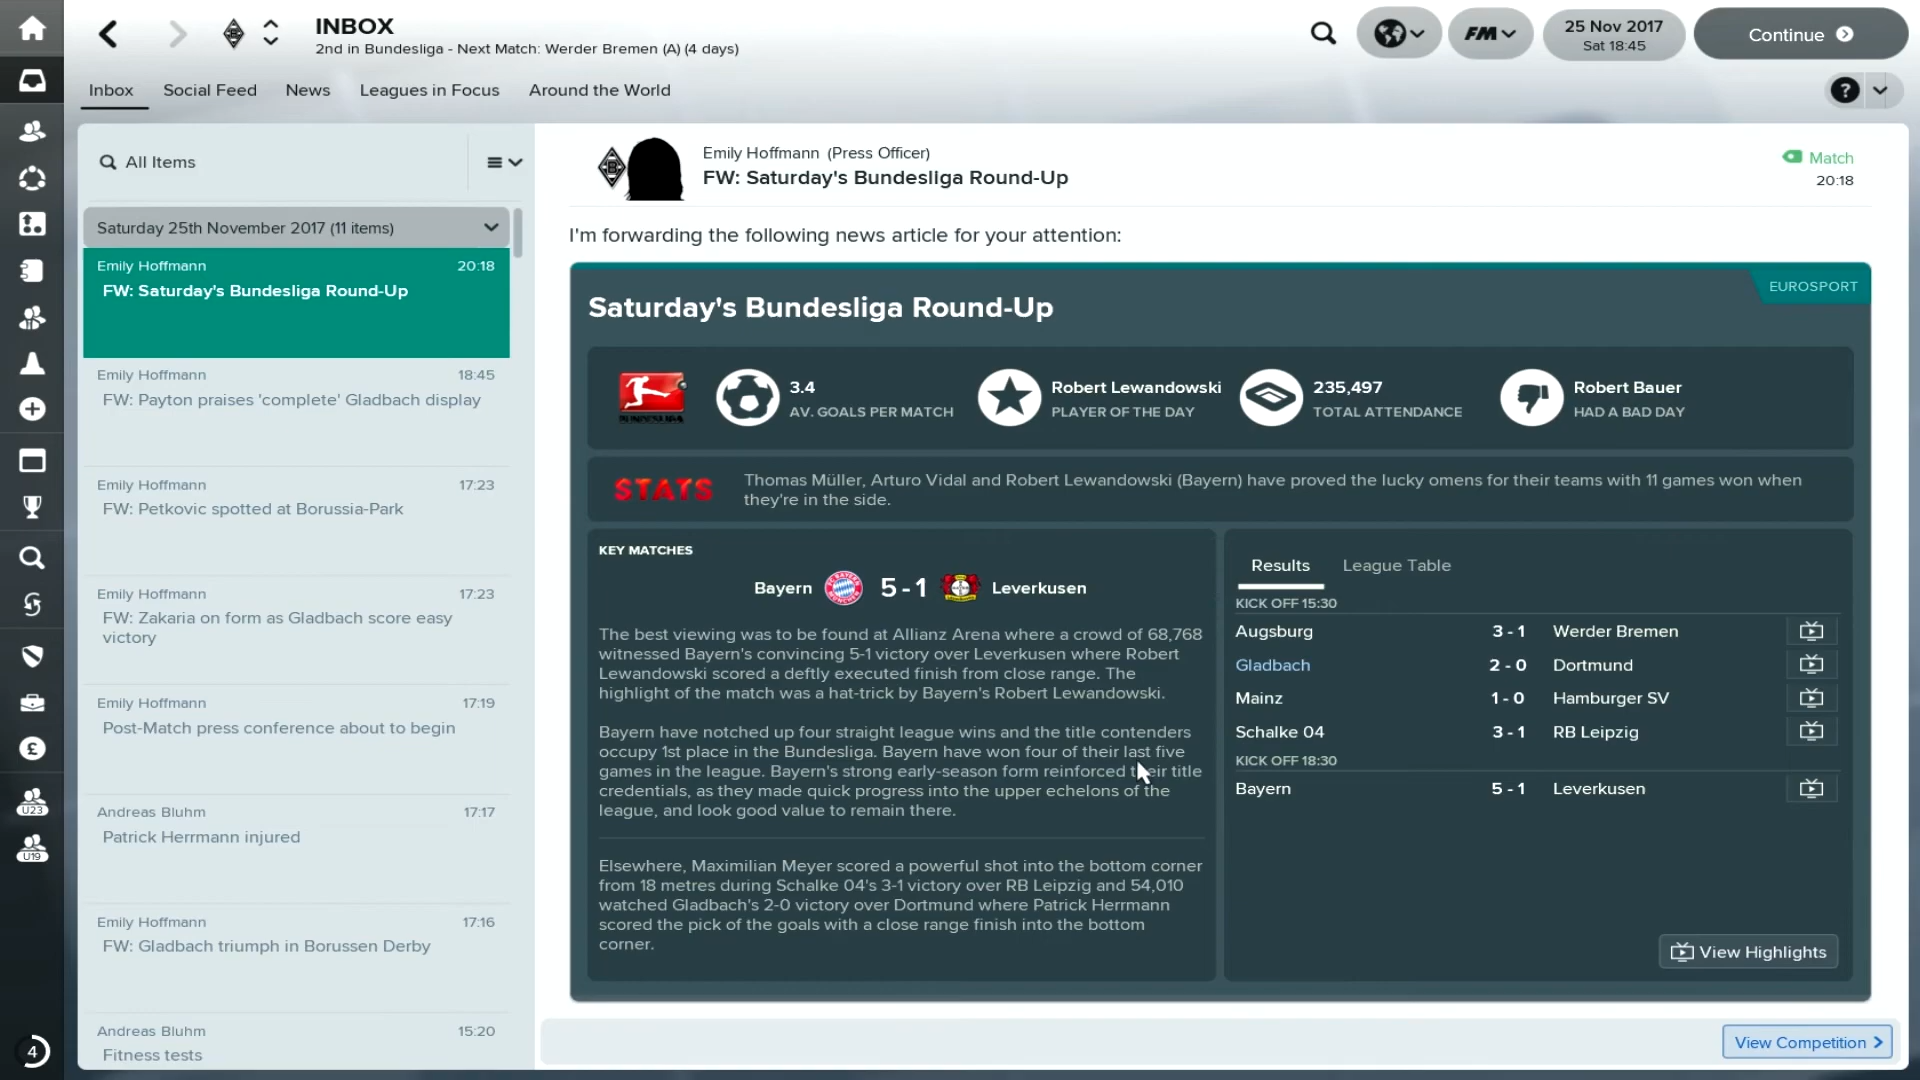 INBOX
2nd in Bundesliga - Next Match: Werder Bremen (A) (4 days)
FM
25 Nov 2017
Sat 18:45
Continue
Inbox
Social Feed
News
Leagues in Focus
Around the World
?
All Items
Saturday 25th November 2017 (11 items)
Emily Hoffmann 20:18
FW: Saturday's Bundesliga Round-Up
Emily Hoffmann 18:45
FW: Payton praises 'complete' Gladbach display
Emily Hoffmann 17:23
FW: Petkovic spotted at Borussia-Park
Emily Hoffmann 17:23
FW: Zakaria on form as Gladbach score easy
victory
Emily Hoffmann 17:19
Post-Match press conference about to begin
Andreas Bluhm 17:17
Patrick Herrmann injured
Emily Hoffmann 17:16
FW: Gladbach triumph in Borussen Derby
Andreas Bluhm 15:20
Fitness tests
£
U23
U19
4
Emily Hoffmann (Press Officer)
FW: Saturday's Bundesliga Round-Up
Match
20:18
I'm forwarding the following news article for your attention:
EUROSPORT
Saturday's Bundesliga Round-Up
BUNDESLIGA
3.4
AV. GOALS PER MATCH
Robert Lewandowski
PLAYER OF THE DAY
235,497
TOTAL ATTENDANCE
Robert Bauer
HAD A BAD DAY
STATS
Thomas Müller, Arturo Vidal and Robert Lewandowski (Bayern) have proved the lucky omens for their teams with 11 games won when
they're in the side.
KEY MATCHES
Bayern 5 - 1 Leverkusen
The best viewing was to be found at Allianz Arena where a crowd of 68,768
witnessed Bayern's convincing 5-1 victory over Leverkusen where Robert
Lewandowski scored a deftly executed finish from close range. The
highlight of the match was a hat-trick by Bayern's Robert Lewandowski.
Bayern have notched up four straight league wins and the title contenders
occupy 1st place in the Bundesliga. Bayern have won four of their last five
games in the league. Bayern's strong early-season form reinforced their title
credentials, as they made quick progress into the upper echelons of the
league, and look good value to remain there.
Elsewhere, Maximilian Meyer scored a powerful shot into the bottom corner
from 18 metres during Schalke 04's 3-1 victory over RB Leipzig and 54,010
watched Gladbach's 2-0 victory over Dortmund where Patrick Herrmann
scored the pick of the goals with a close range finish into the bottom
corner.
Results
League Table
KICK OFF 15:30
Augsburg 3 - 1 Werder Bremen
Gladbach 2 - 0 Dortmund
Mainz 1 - 0 Hamburger SV
Schalke 04 3 - 1 RB Leipzig
KICK OFF 18:30
Bayern 5 - 1 Leverkusen
View Highlights
View Competition